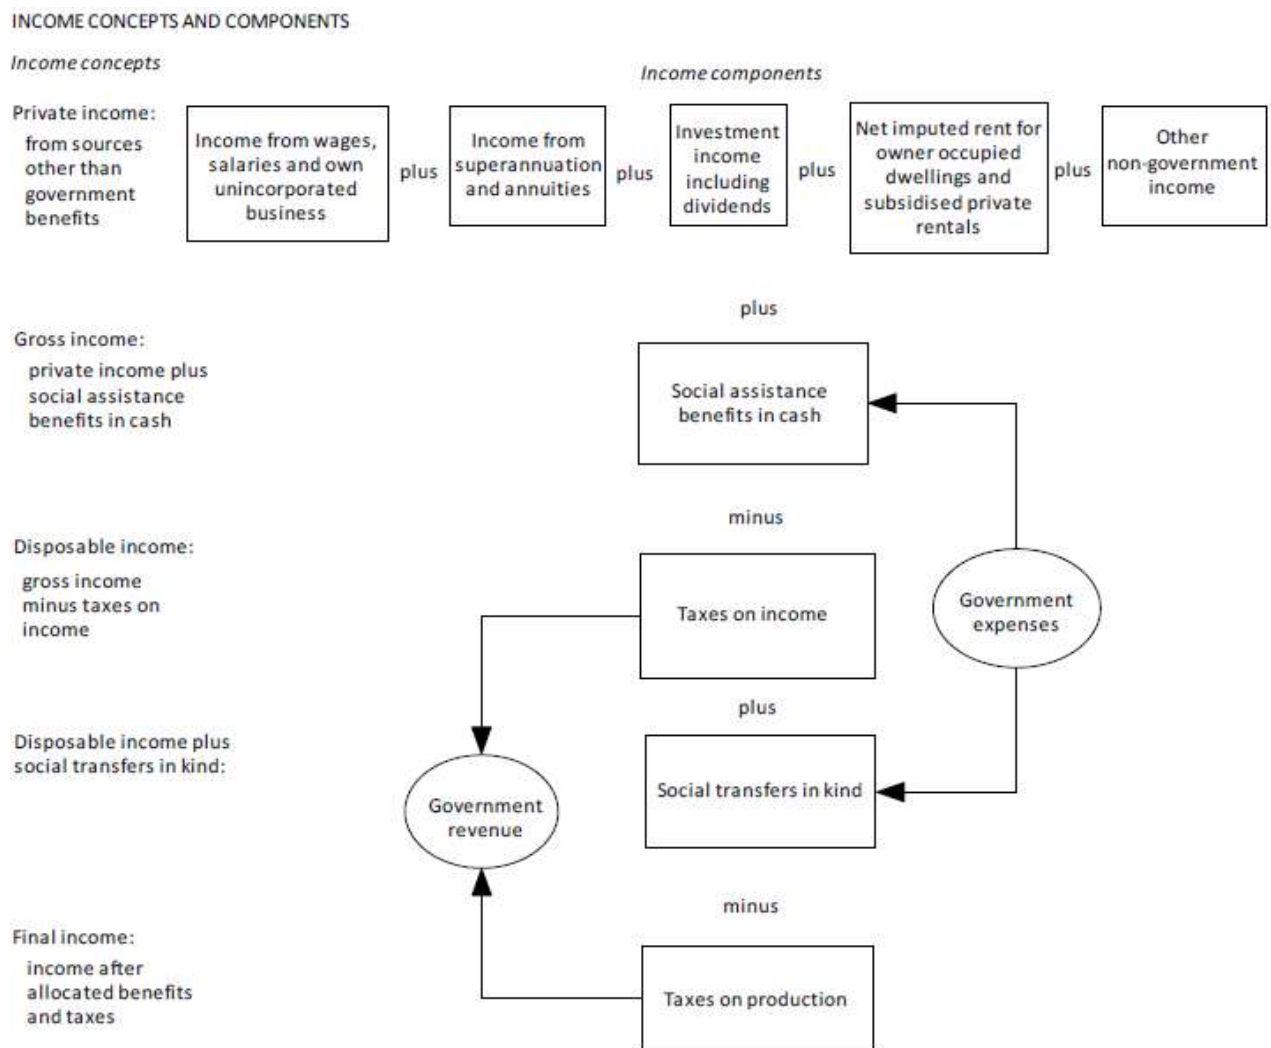 INCOME CONCEPTS AND COMPONENTS
Income concepts
Income components
Private income:
from sources
other than
government
benefits
Income from wages,
salaries and own
unincorporated
business
plus
Income from
superannuation
and annuities
plus
Investment
income
including
dividends
plus
Net imputed rent for
owner occupied
dwellings and
subsidised private
rentals
plus
Other
non-government
income
plus
Gross income:
private income plus
social assistance
benefits in cash
Social assistance
benefits in cash
minus
Disposable income:
gross income
minus taxes on
income
Taxes on income
Government
expenses
plus
Disposable income plus
social transfers in kind:
Social transfers in kind
Government
revenue
minus
Final income:
income after
allocated benefits
and taxes
Taxes on production